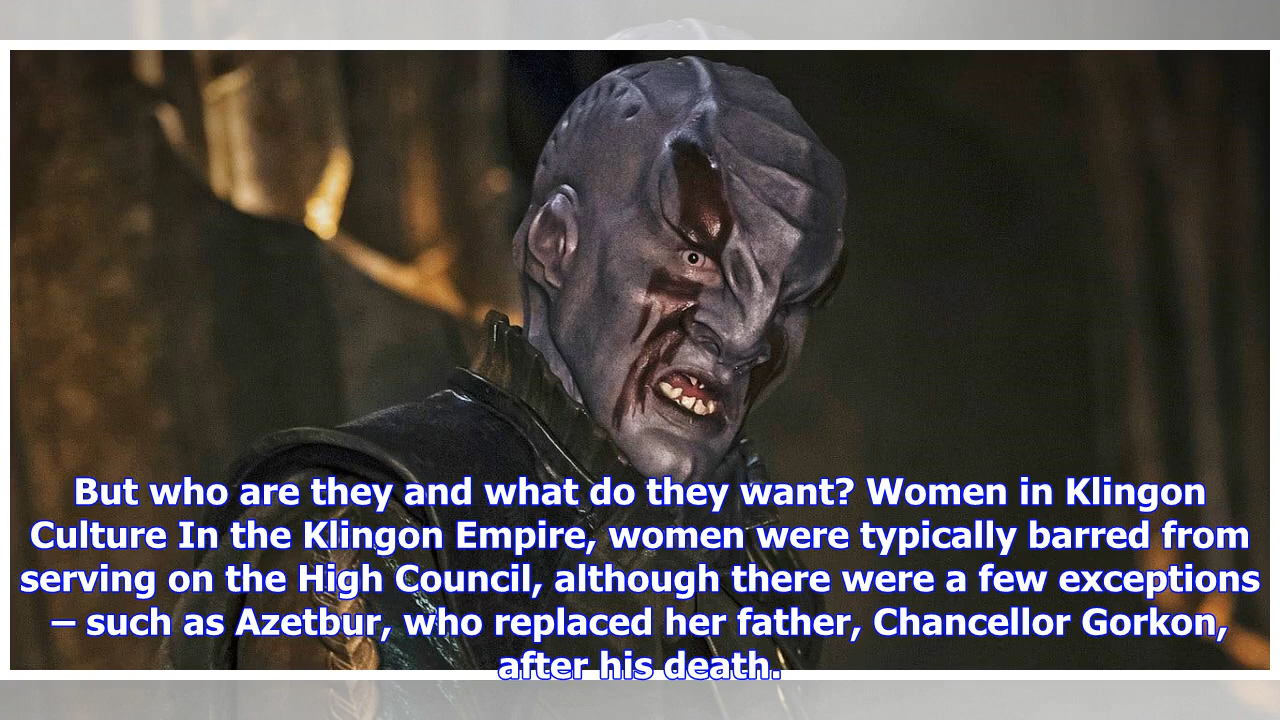 But who are they and what do they want? Women in Klingon
Culture In the Klingon Empire, women were typically barred from
serving on the High Council, although there were a few exceptions
– such as Azetbur, who replaced her father, Chancellor Gorkon,
after his death.